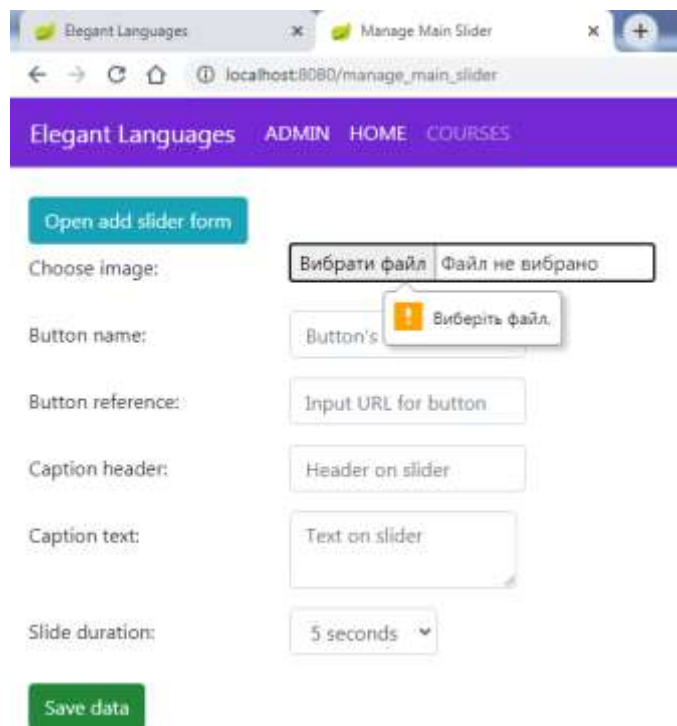 Elegant Languages
Manage Main Slider
localhost:8080/manage_main_slider
Elegant Languages ADMIN HOME COURSES
Open add slider form
Choose image: Вибрати файл Файл не вибрано
Виберіть файл.
Button name: Button's
Button reference: Input URL for button
Caption header: Header on slider
Caption text: Text on slider
Slide duration: 5 seconds
Save data